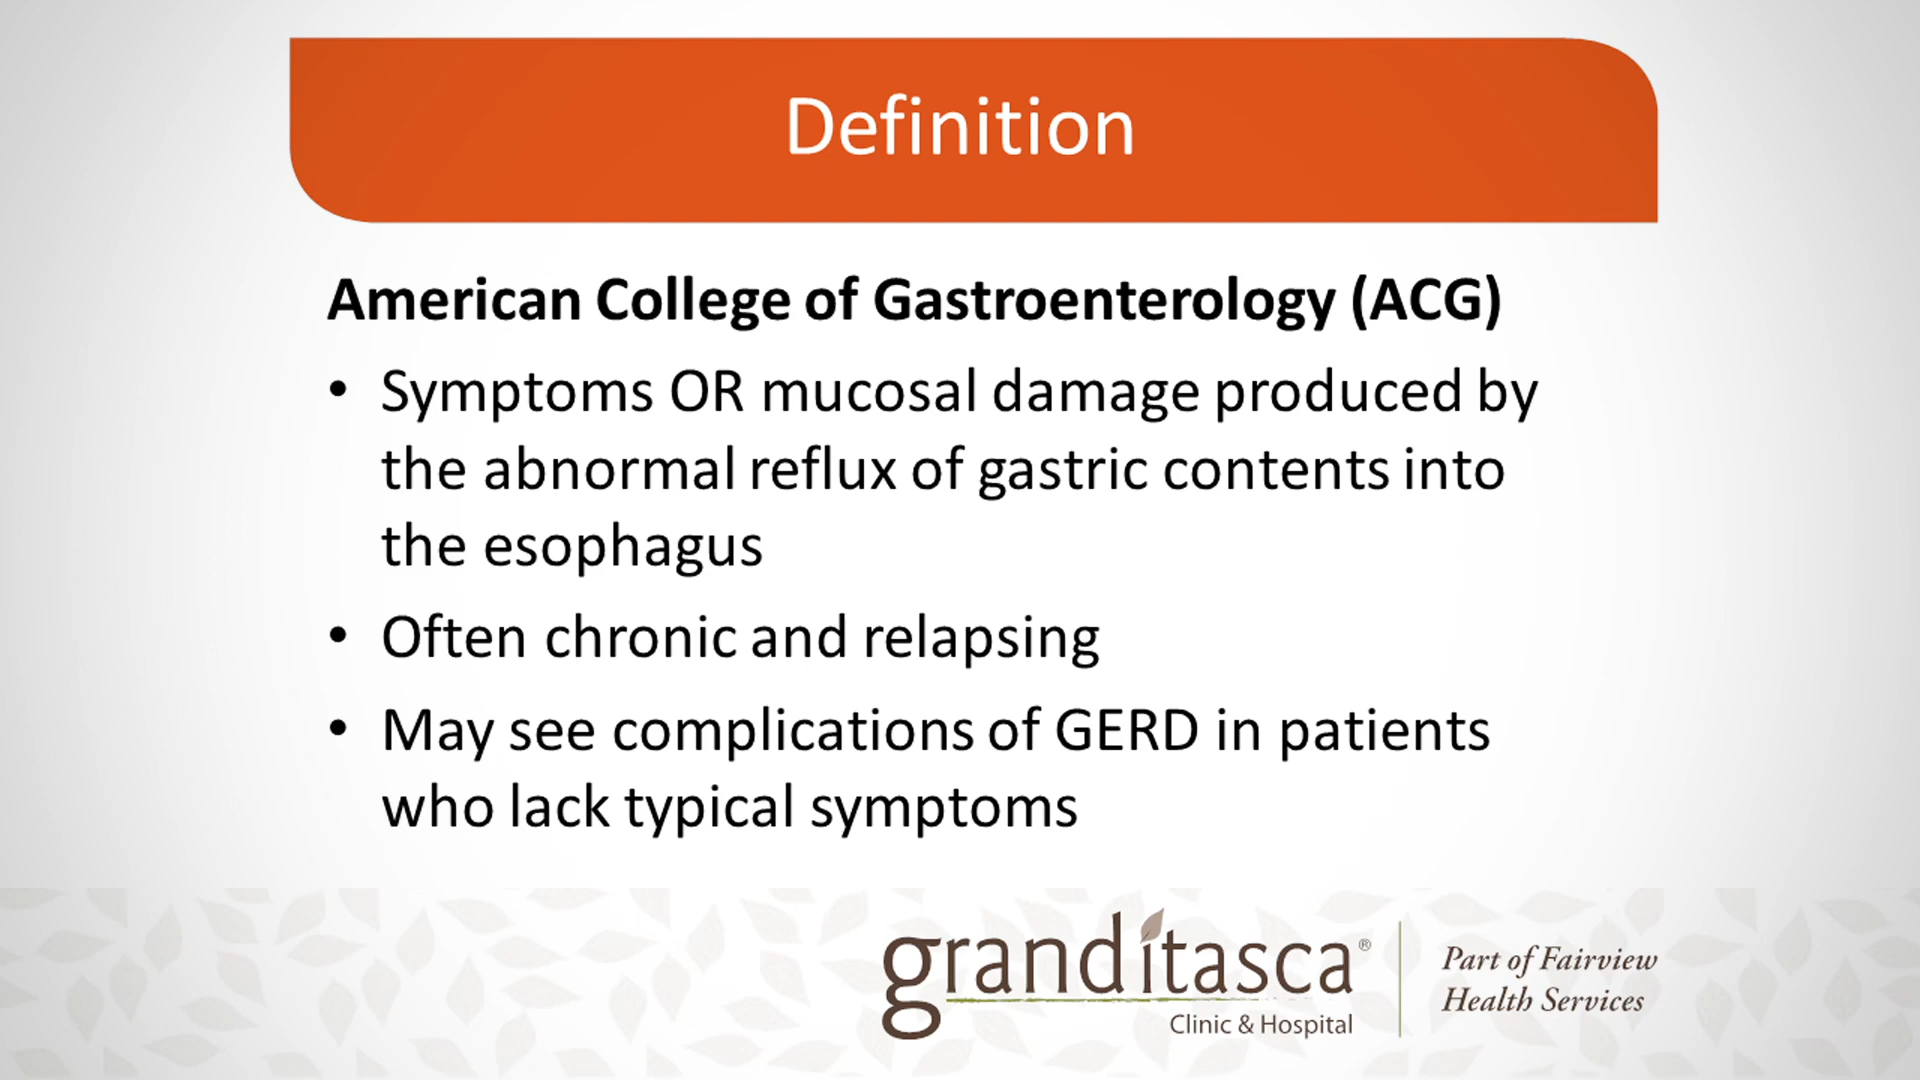 Definition
American College of Gastroenterology (ACG)
• Symptoms OR mucosal damage produced by
the abnormal reflux of gastric contents into
the esophagus
• Often chronic and relapsing
• May see complications of GERD in patients
who lack typical symptoms
granditasca®
Clinic & Hospital
Part of Fairview
Health Services